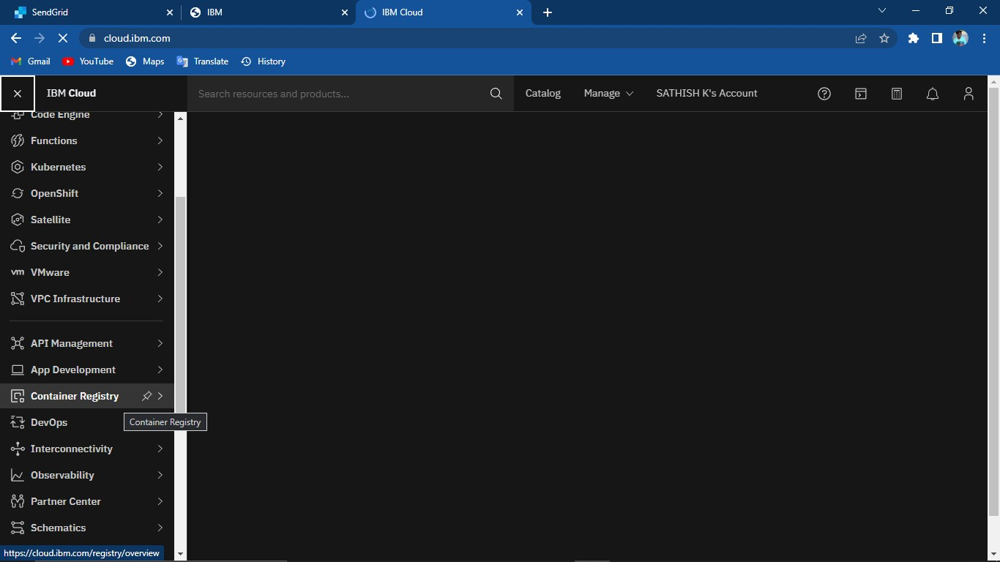 SendGrid
IBM
IBM Cloud
cloud.ibm.com
Gmail
YouTube
Maps
Translate
History
IBM Cloud
Search resources and products...
Catalog
Manage
SATHISH K's Account
Code Engine
Functions
Kubernetes
OpenShift
Satellite
Security and Compliance
vm VMware
VPC Infrastructure
API Management
App Development
Container Registry
DevOps
Container Registry
Interconnectivity
Observability
Partner Center
Schematics
https://cloud.ibm.com/registry/overview